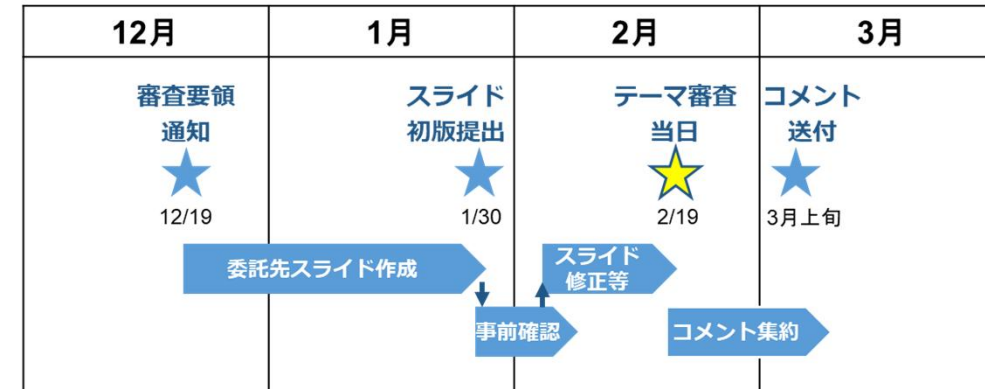 12月 1月 2月 3月
審査要領 スライド テーマ審査 コメント
通知 初版提出 当日 送付
12/19 1/30 2/19 3月上旬
委託先スライド作成
スライド
修正等
事前確認
コメント集約